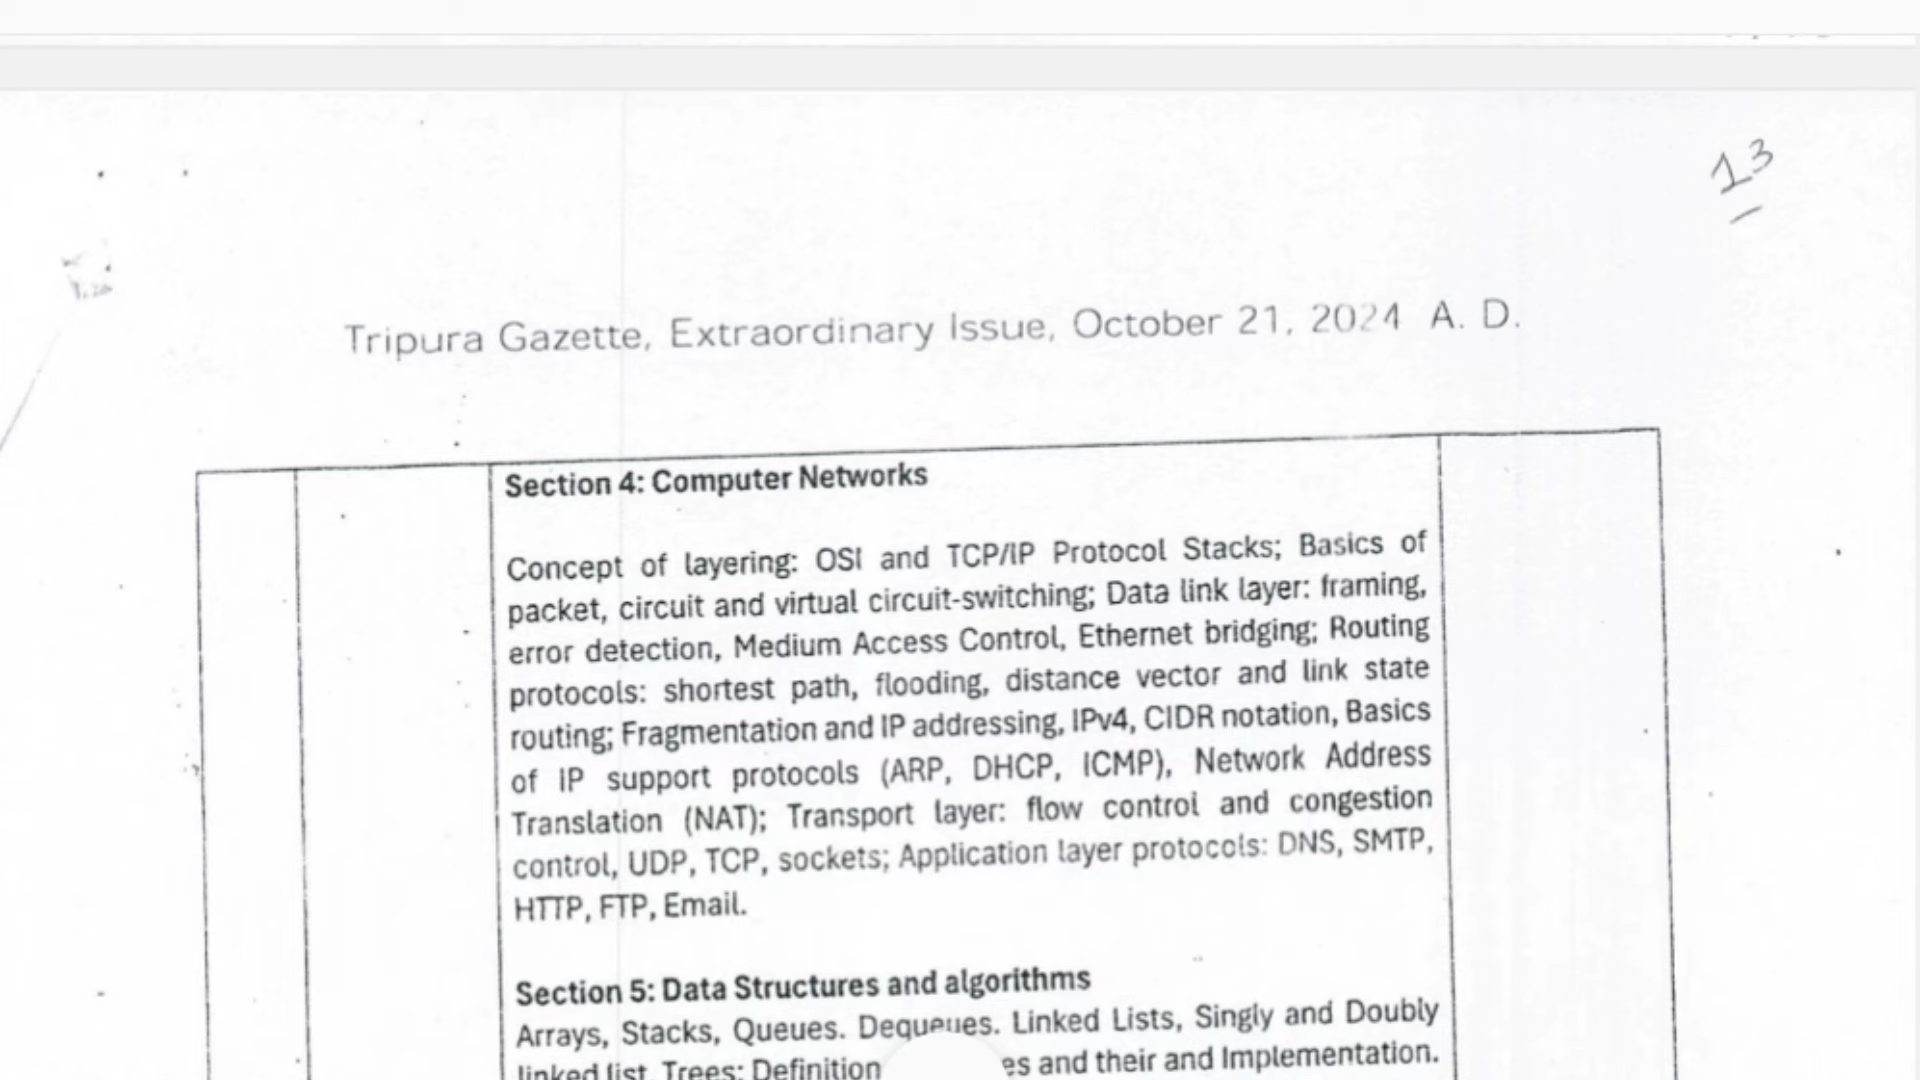 13
Tripura Gazette, Extraordinary Issue, October 21, 2024 A. D.
Section 4: Computer Networks
Concept of layering: OSI and TCP/IP Protocol Stacks; Basics of
packet, circuit and virtual circuit-switching; Data link layer: framing,
error detection, Medium Access Control, Ethernet bridging; Routing
protocols: shortest path, flooding, distance vector and link state
routing; Fragmentation and IP addressing, IPv4, CIDR notation, Basics
of IP support protocols (ARP, DHCP, ICMP), Network Address
Translation (NAT); Transport layer: flow control and congestion
control, UDP, TCP, sockets; Application layer protocols: DNS, SMTP,
HTTP, FTP, Email.
Section 5: Data Structures and algorithms
Arrays, Stacks, Queues. Dequeues. Linked Lists, Singly and Doubly
linked list, Trees: Definition and their and Implementation.